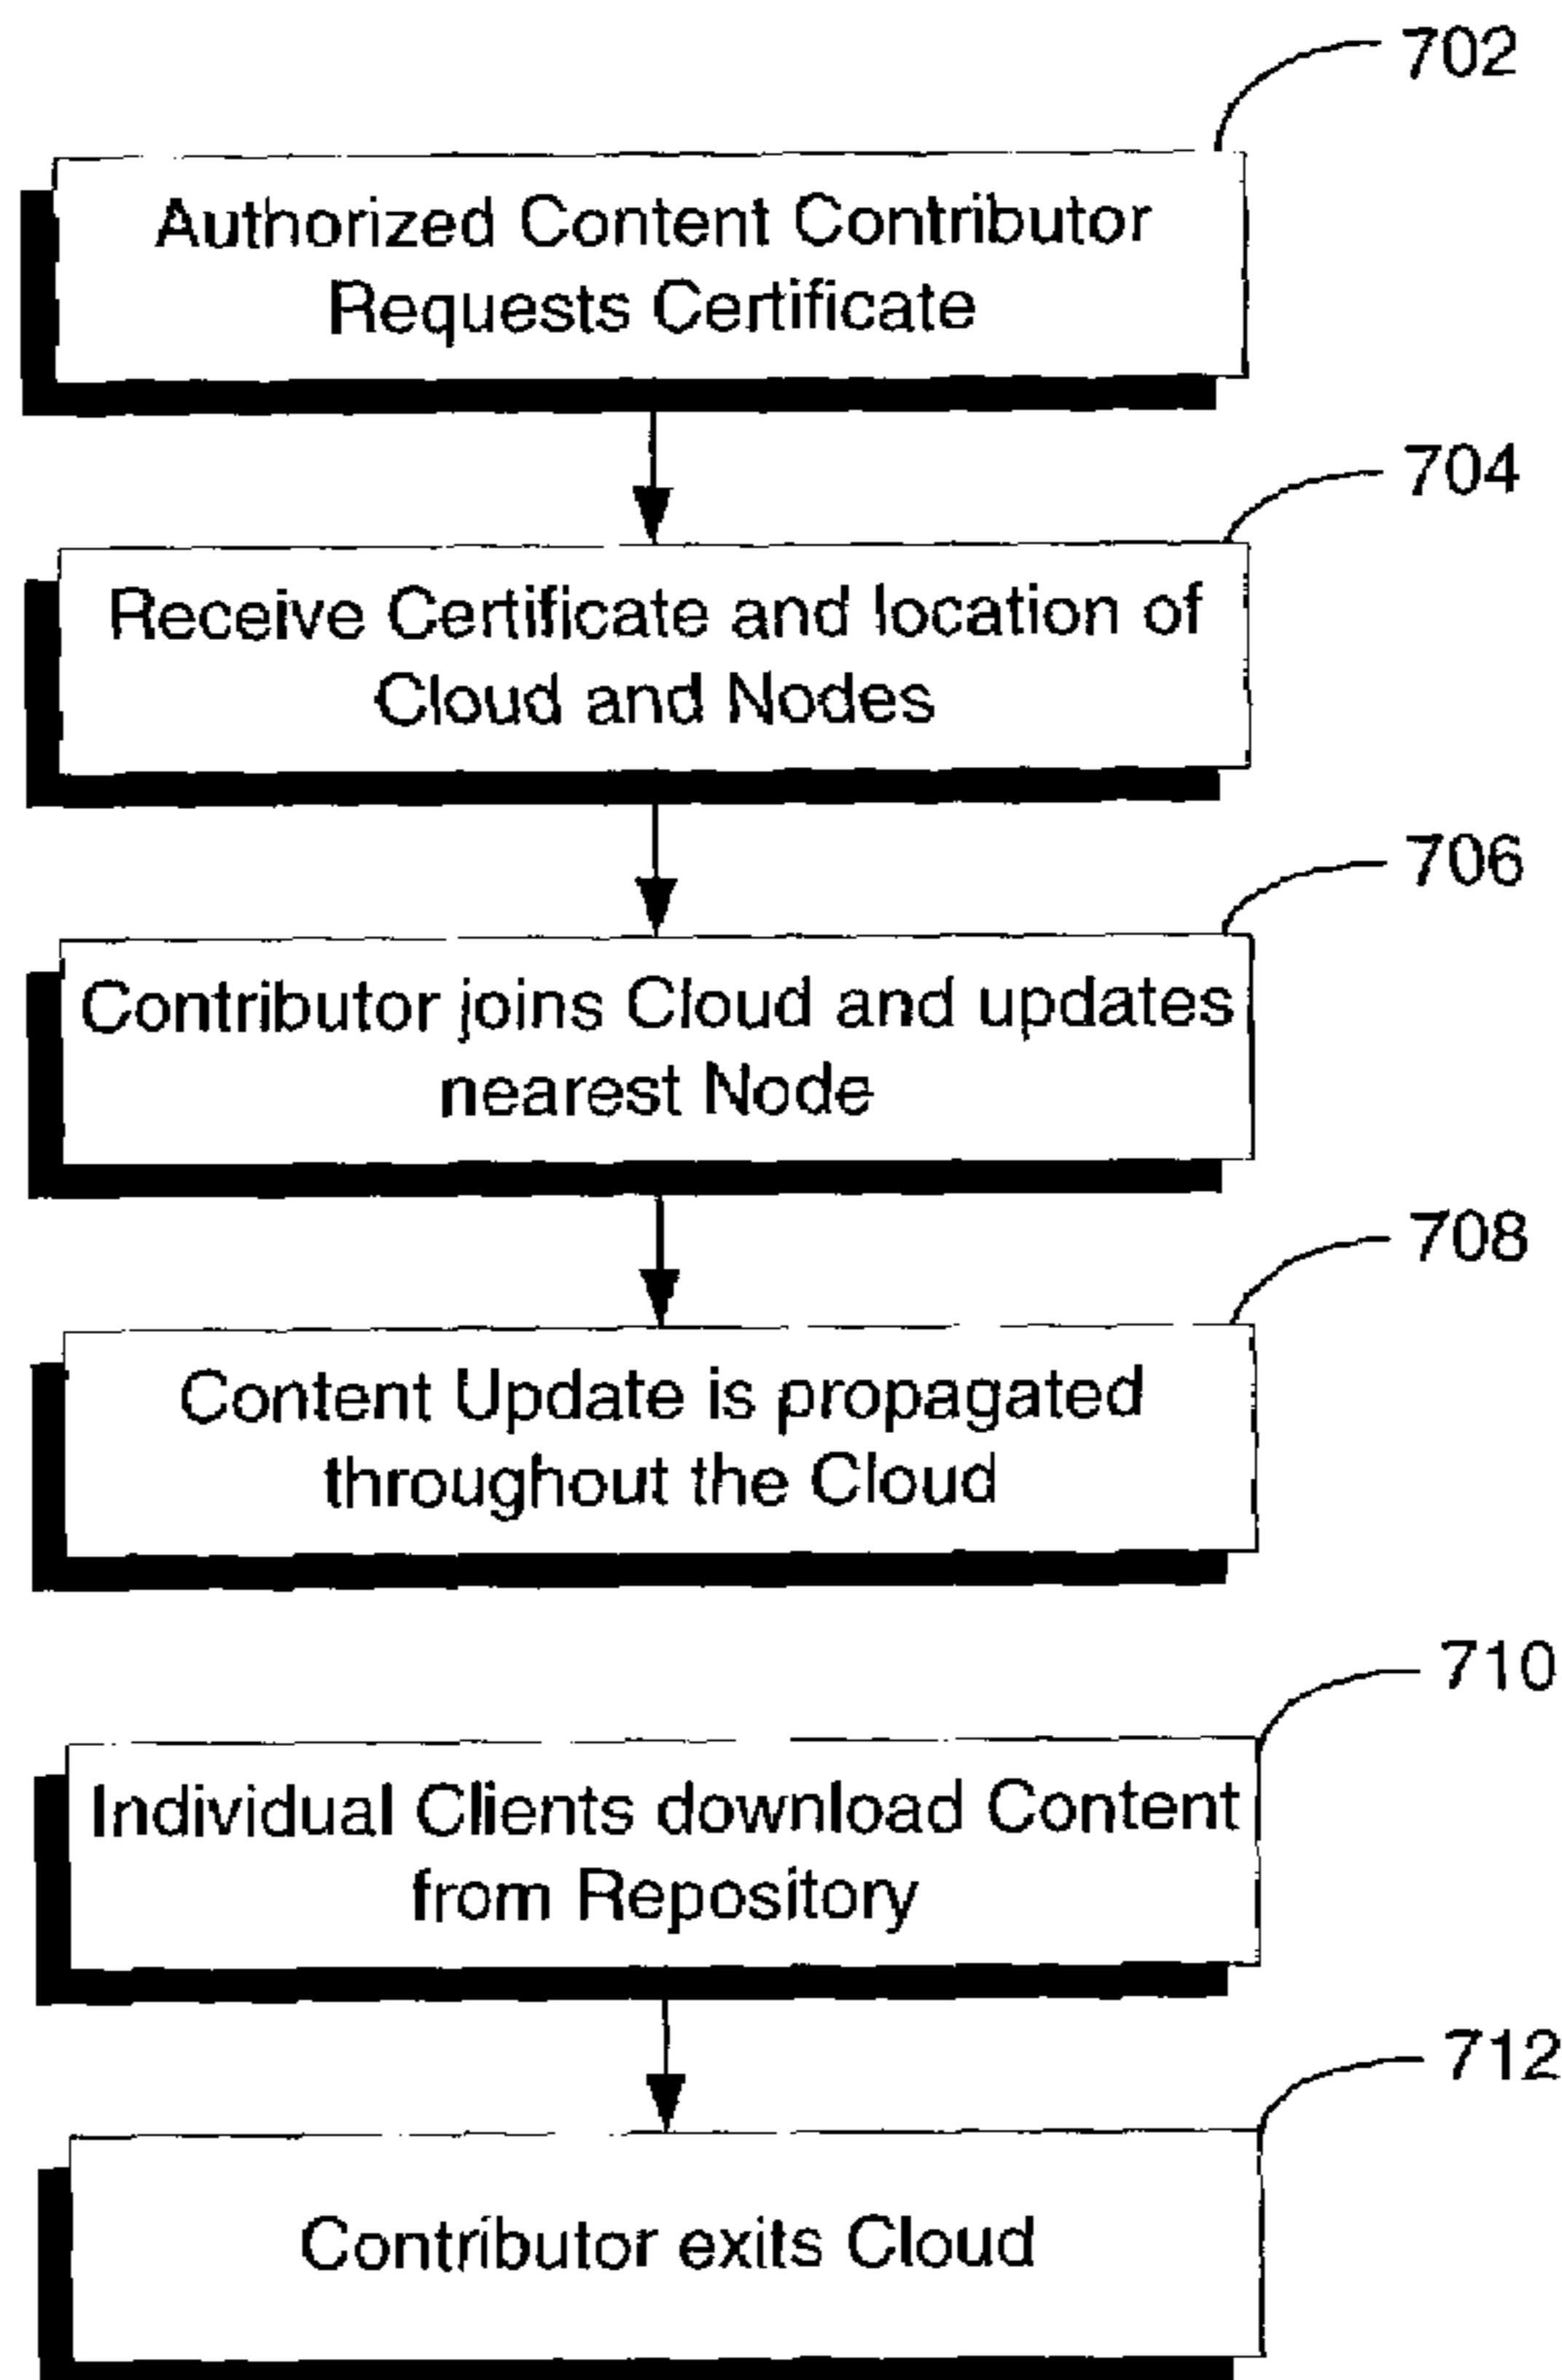 702
Authorized Content Contributor
Requests Certificate
704
Receive Certificate and location of
Cloud and Nodes
706
Contributor joins Cloud and updates
nearest Node
708
Content Update is propagated
throughout the Cloud
710
Individual Clients download Content
from Repository
712
Contributor exits Cloud